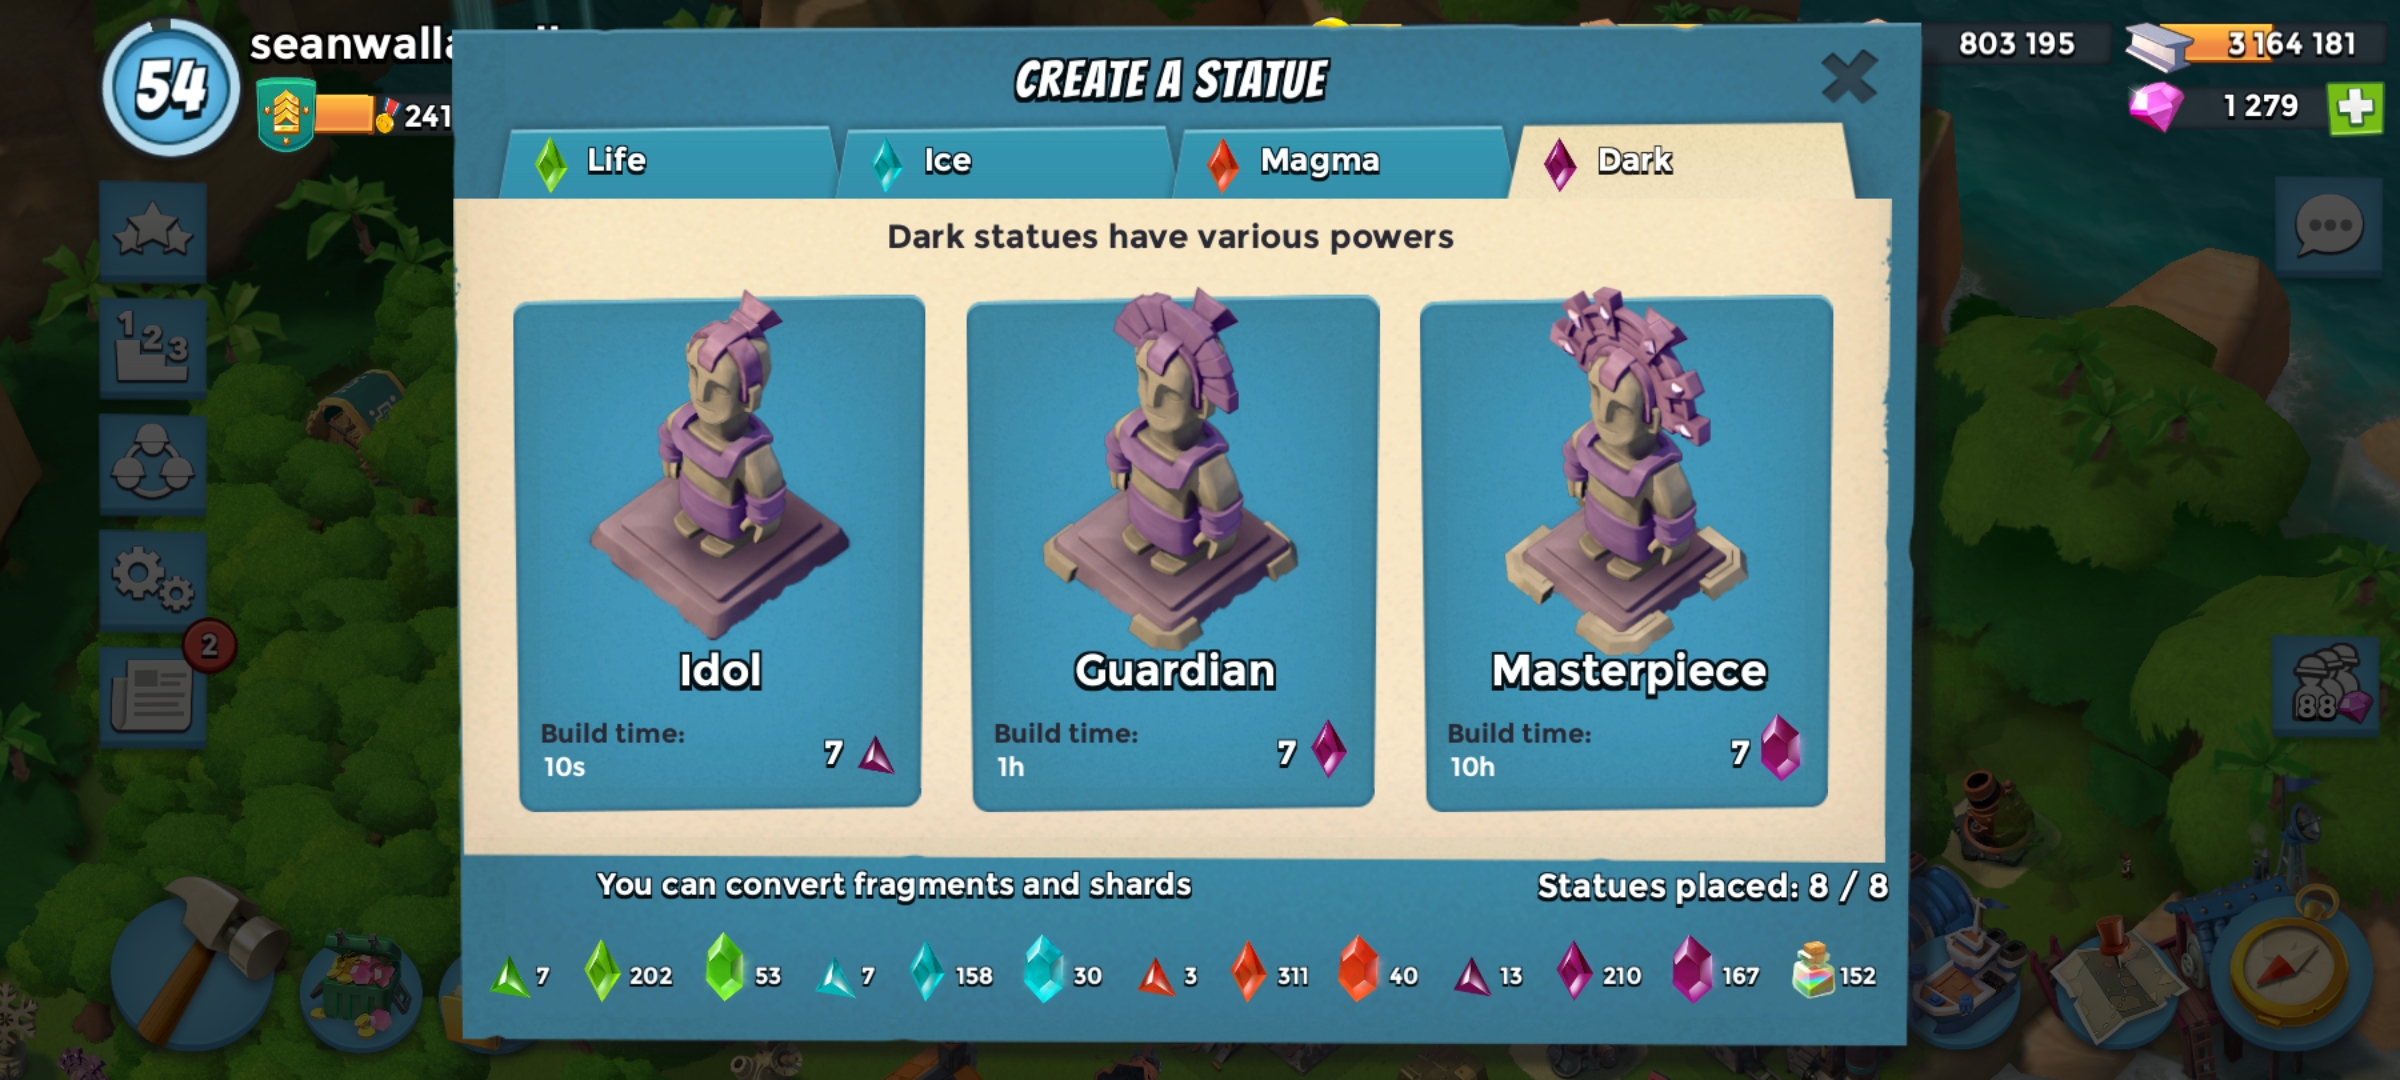 54
241
CREATE A STATUE
803 195
3 164 181
1 279
Life
Ice
Magma
Dark
Dark statues have various powers
1 2 3
2
Idol
Build time:
10s
7
Guardian
Build time:
1h
7
Masterpiece
Build time:
10h
7
88
You can convert fragments and shards
Statues placed: 8 / 8
7
202
53
7
158
30
3
311
40
13
210
167
152